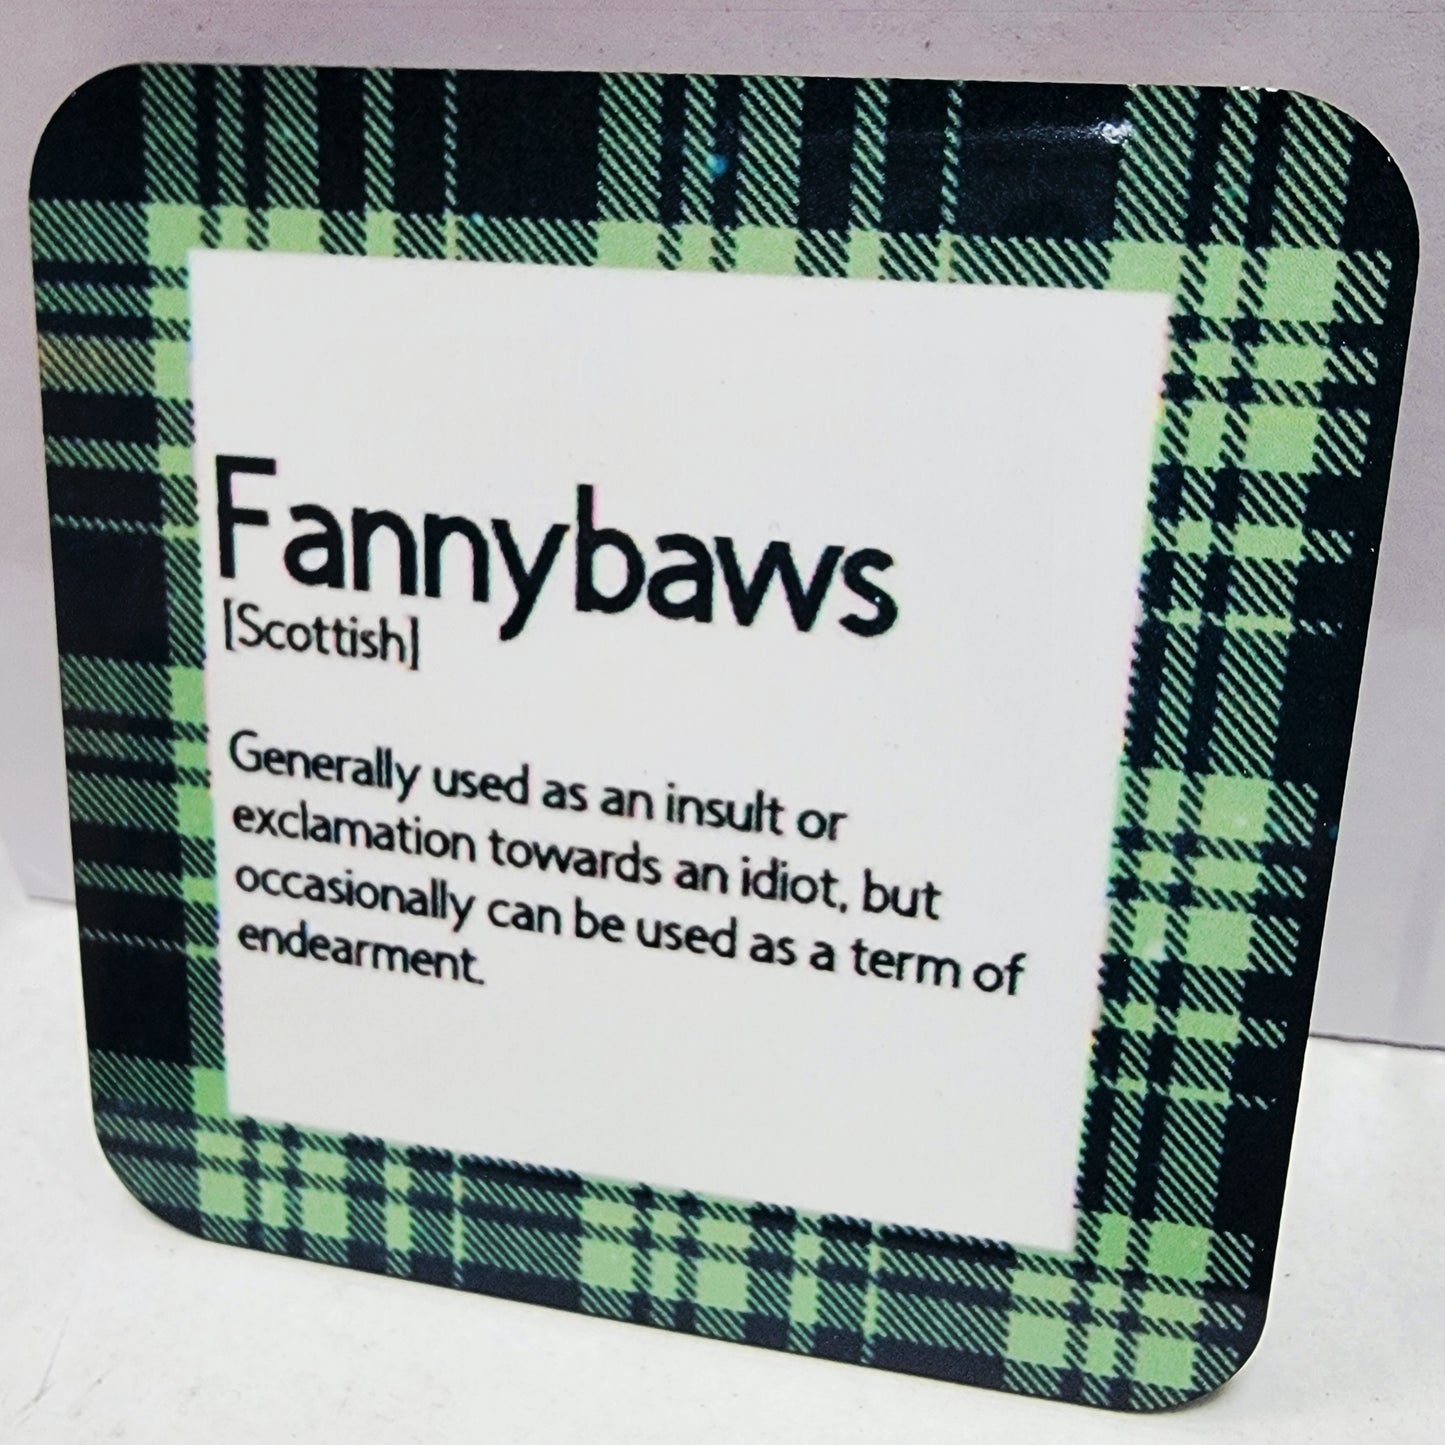 Fannybaws
[Scottish]
Generally used as an insult or
exclamation towards an idiot, but
occasionally can be used as a term of
endearment.